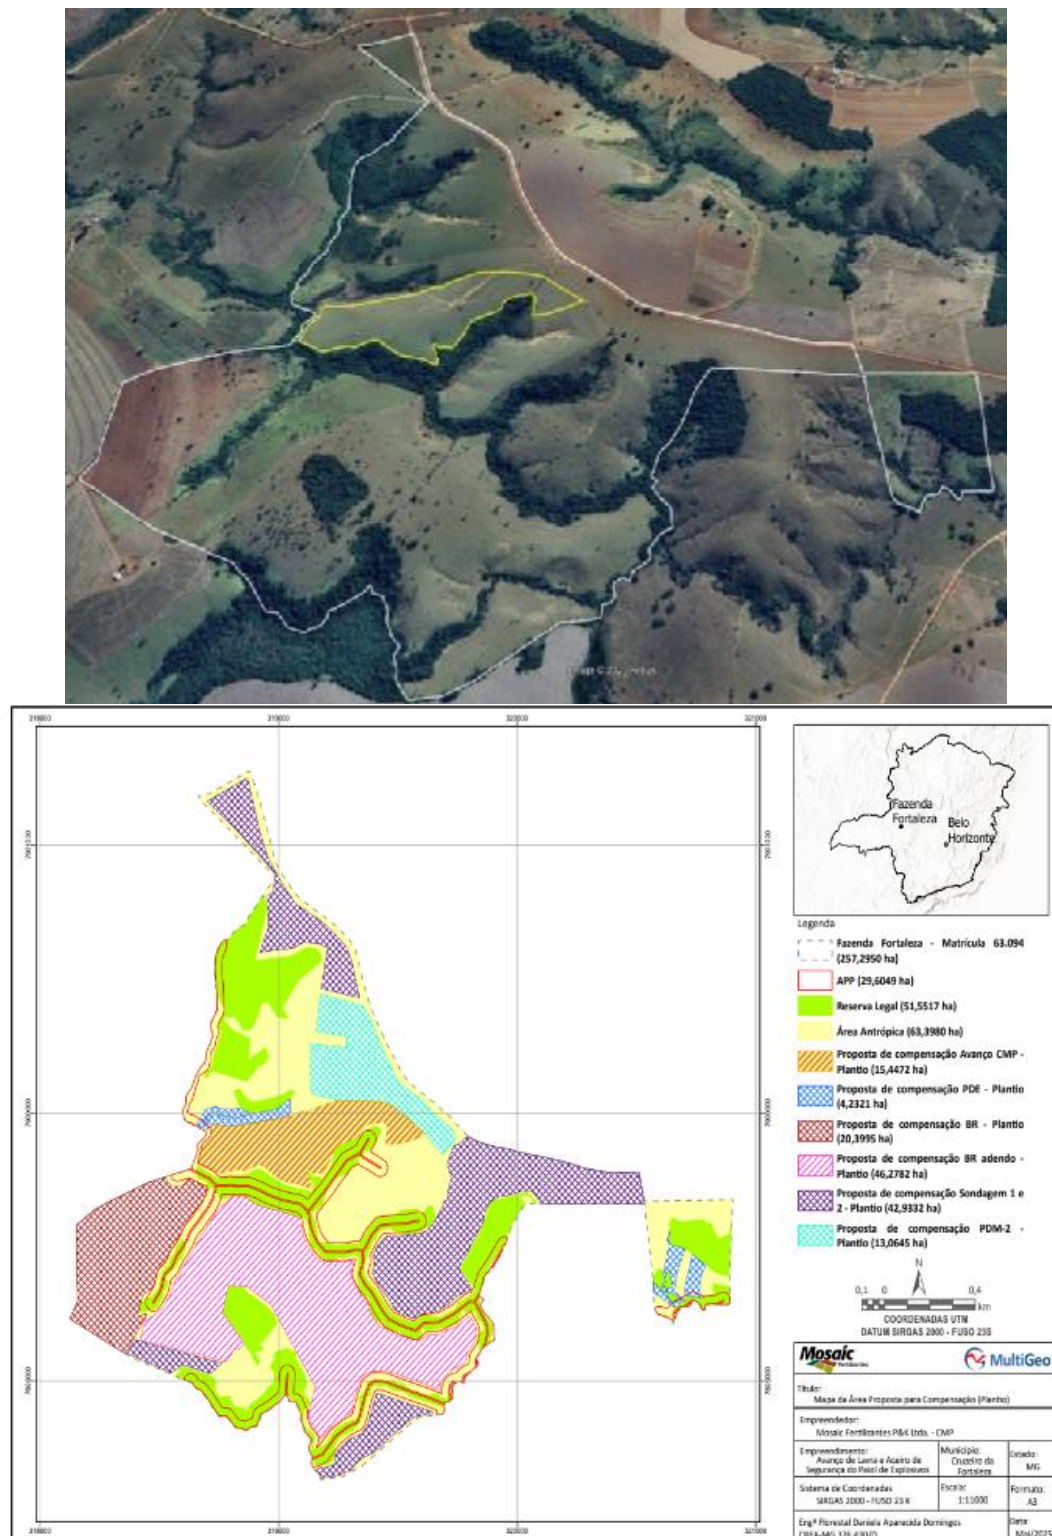 319000
Fazenda
Fortaleza
Belo
Horizonte
Legenda
Fazenda Fortaleza - Matrícula 63.094
(257,2950 ha)
APP (29,6049 ha)
Reserva Legal (51,5517 ha)
Área Antrópica (63,3980 ha)
Proposta de compensação Avanço CMP -
Plantio (15,4472 ha)
Proposta de compensação PDE - Plantio
(4,2321 ha)
Proposta de compensação BR - Plantio
(20,3995 ha)
Proposta de compensação BR adendo -
Plantio (46,2782 ha)
Proposta de compensação Sondagem 1 e
2 - Plantio (42,9332 ha)
Proposta de compensação PDM-2 -
Plantio (13,0645 ha)
N
0,1 0 0,4
km
COORDENADAS UTM
DATUM SIRGAS 2000 - FUSO 23S
Mosaic
Fertilizantes
MultiGeo
Título:
Mapa da Área Proposta para Compensação (Plantio)
Empreendedor:
Mosaic Fertilizantes P&K Ltda. - CMP
Empreendimento:
Avanço de Lavra e Aceiro de
Segurança do Paiol de Explosivos
Município:
Cruzeiro da
Fortaleza
Estado:
MG
Sistema de Coordenadas
SIRGAS 2000 - FUSO 23 K
Escala:
1:11000
Formato:
A3
Engª Florestal Daniela Aparecida Domingos
Data: